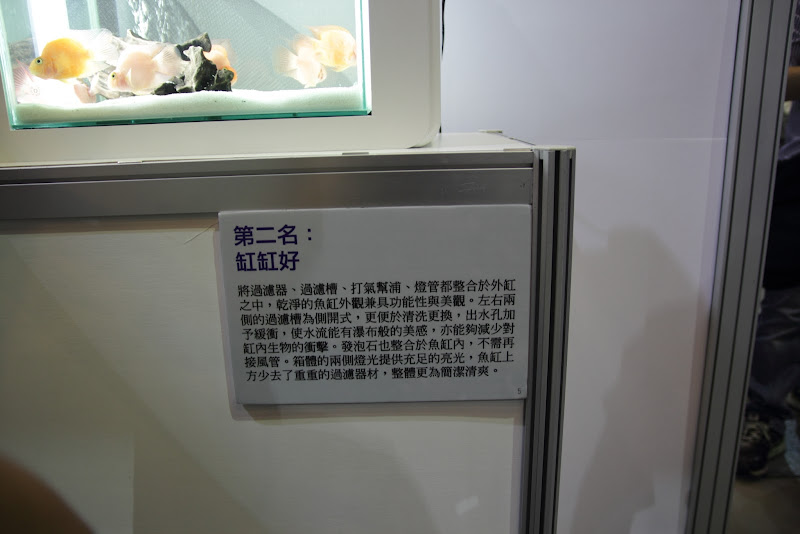 第二名：
缸缸好
將過濾器、過濾槽、打氣幫浦、燈管都整合於外缸
之中，乾淨的魚缸外觀兼具功能性與美觀。左右兩
側的過濾槽為側開式，更便於清洗更換，出水孔加
予緩衝，使水流能有瀑布般的美感，亦能夠減少對
缸內生物的衝擊。發泡石也整合於魚缸內，不需再
接風管。箱體的兩側燈光提供充足的亮光，魚缸上
方少去了重重的過濾器材，整體更為簡潔清爽。
5